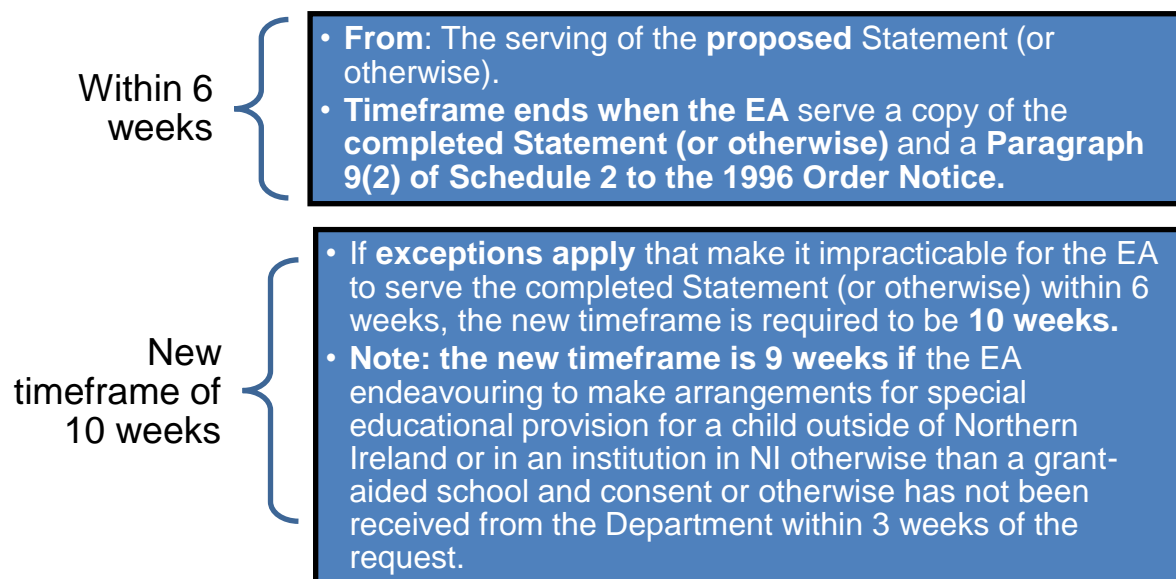 Within 6
weeks
• From: The serving of the proposed Statement (or
otherwise).
• Timeframe ends when the EA serve a copy of the
completed Statement (or otherwise) and a Paragraph
9(2) of Schedule 2 to the 1996 Order Notice.
New
timeframe of
10 weeks
• If exceptions apply that make it impracticable for the EA
to serve the completed Statement (or otherwise) within 6
weeks, the new timeframe is required to be 10 weeks.
• Note: the new timeframe is 9 weeks if the EA
endeavouring to make arrangements for special
educational provision for a child outside of Northern
Ireland or in an institution in NI otherwise than a grant-
aided school and consent or otherwise has not been
received from the Department within 3 weeks of the
request.